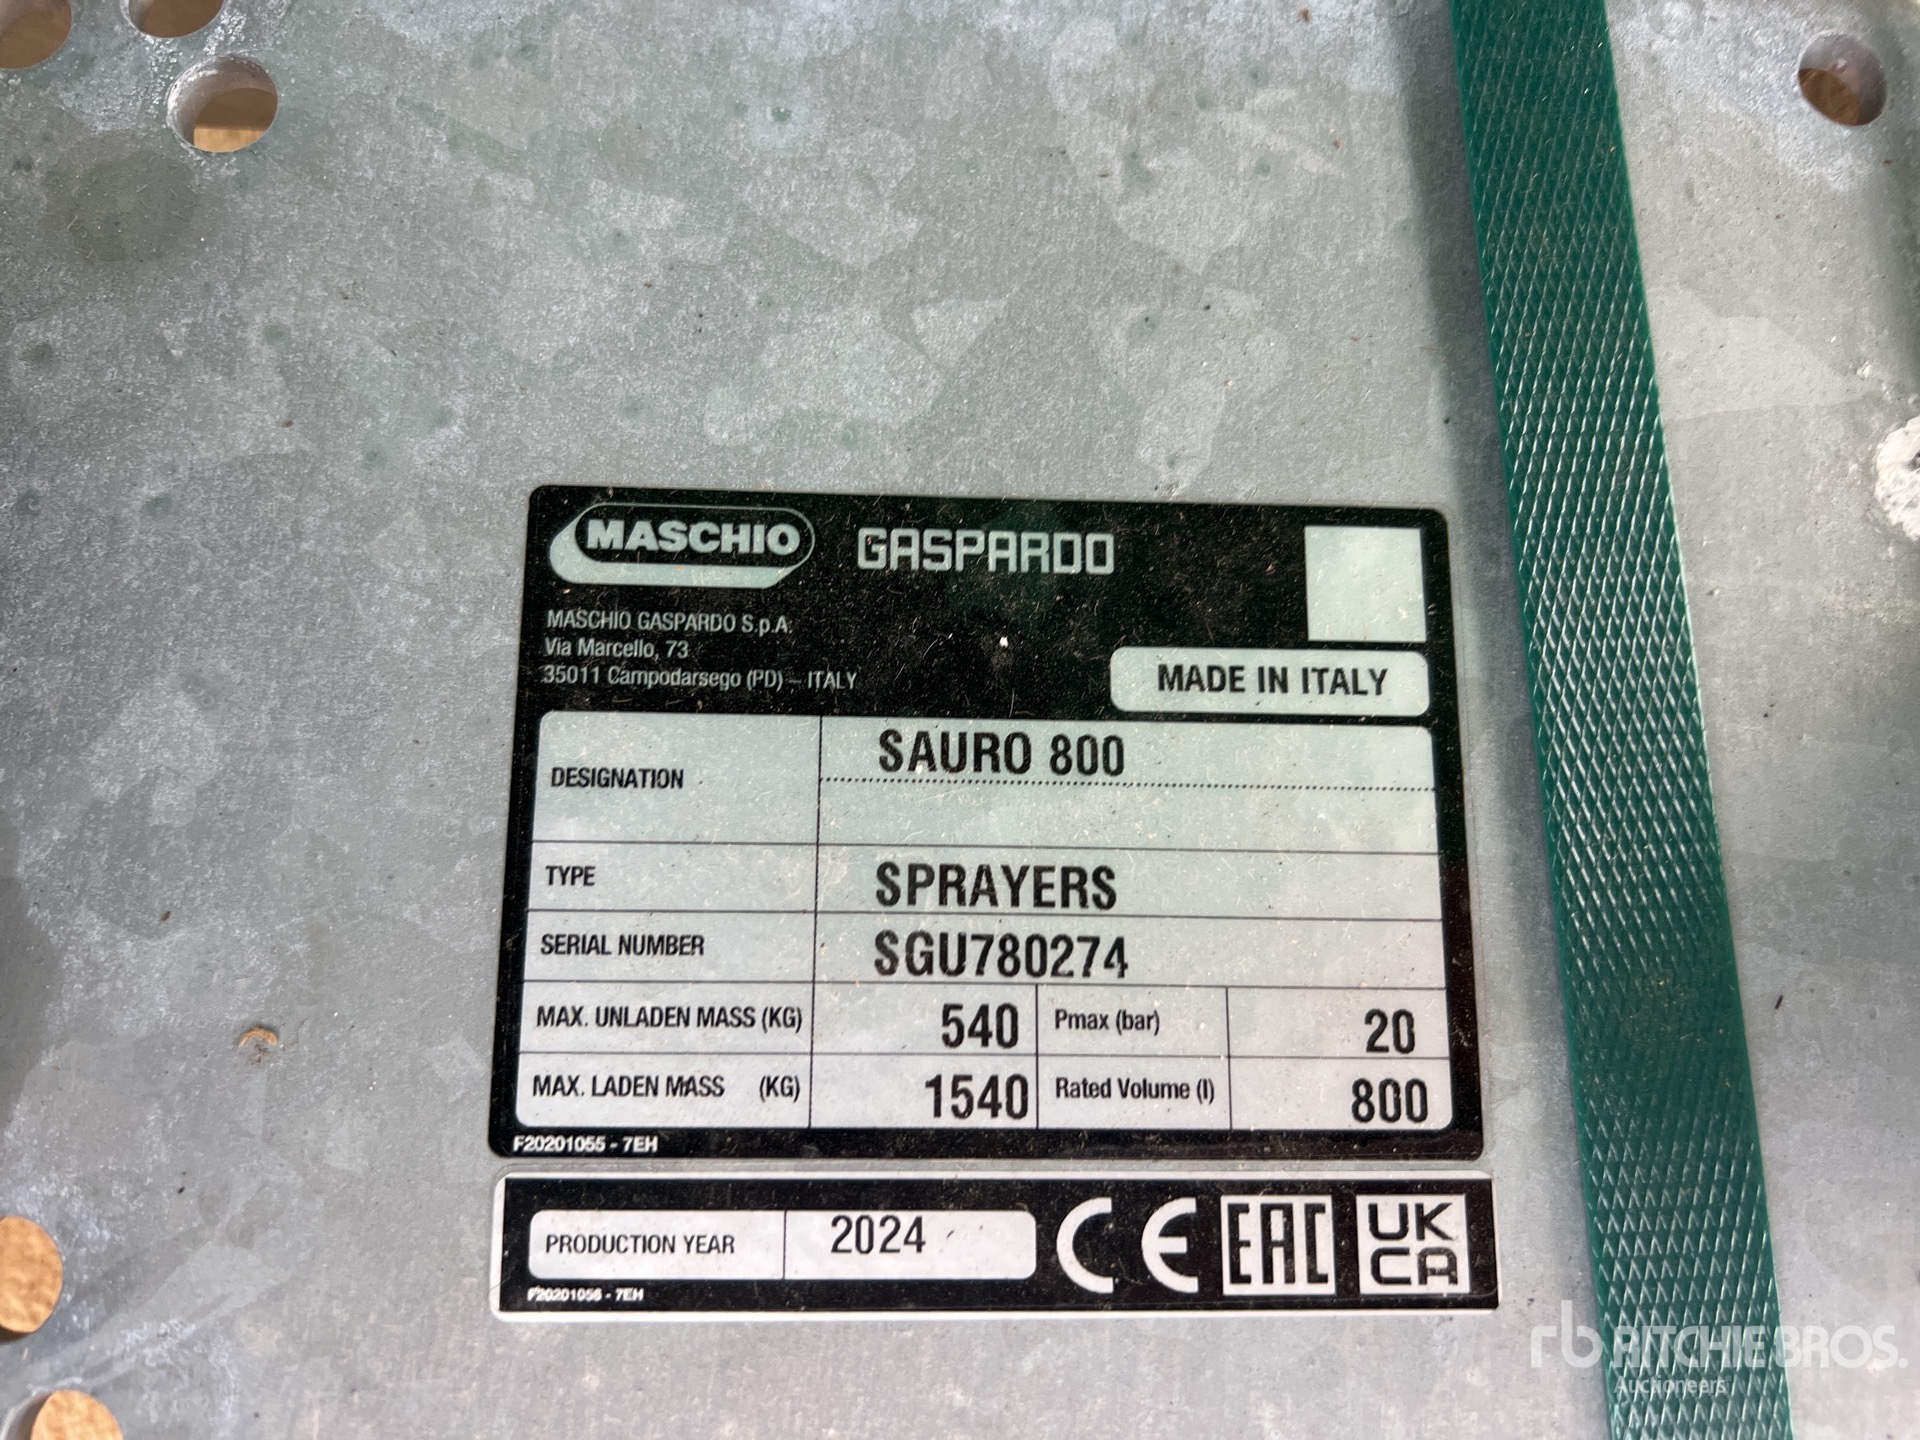 MASCHIO GASPARDO
MASCHIO GASPARDO S.p.A.
Via Marcello, 73
35011 Campodarsego (PD) - ITALY
MADE IN ITALY
DESIGNATION SAURO 800
TYPE SPRAYERS
SERIAL NUMBER SGU780274
MAX. UNLADEN MASS (KG) 540 Pmax (bar) 20
MAX. LADEN MASS (KG) 1540 Rated Volume (l) 800
F20201055 - 7EH
PRODUCTION YEAR 2024 CE EAC UK CA
F20201056 - 7EH
rb RITCHIE BROS.
Auctioneers